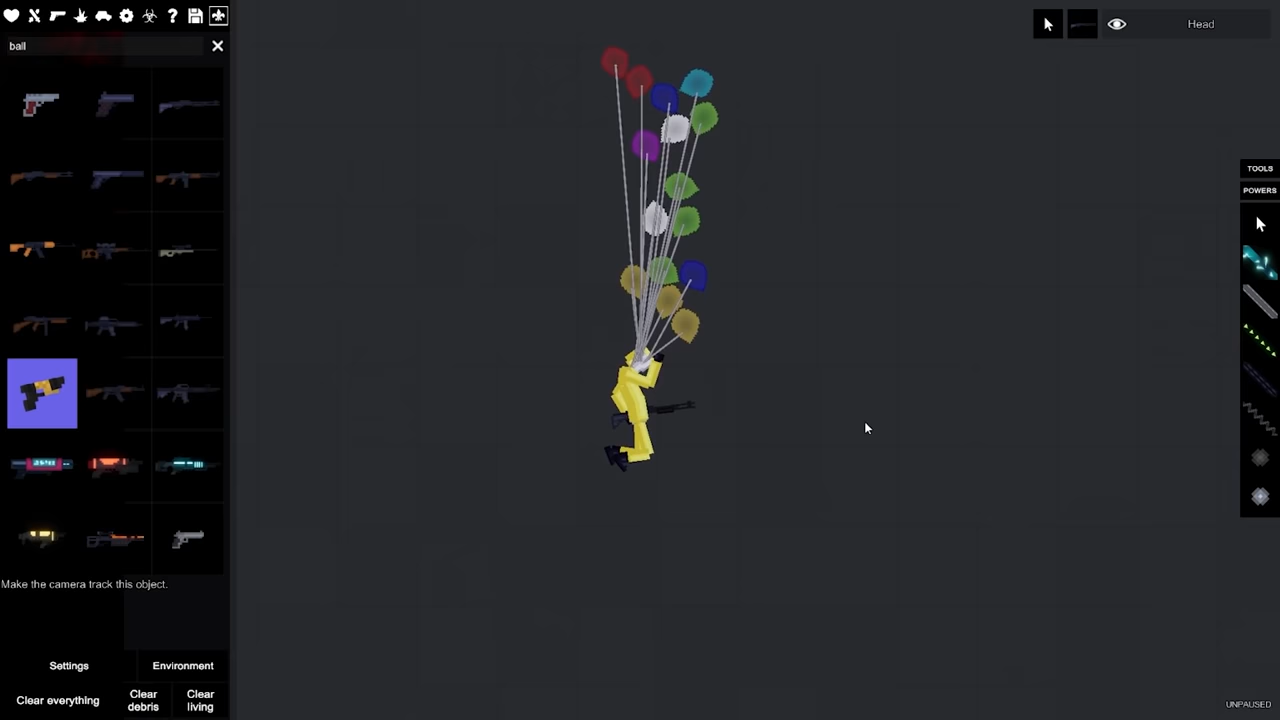 ball
Head
TOOLS
POWERS
Make the camera track this object.
Settings
Environment
Clear everything
Clear debris
Clear living
UNPAUSED